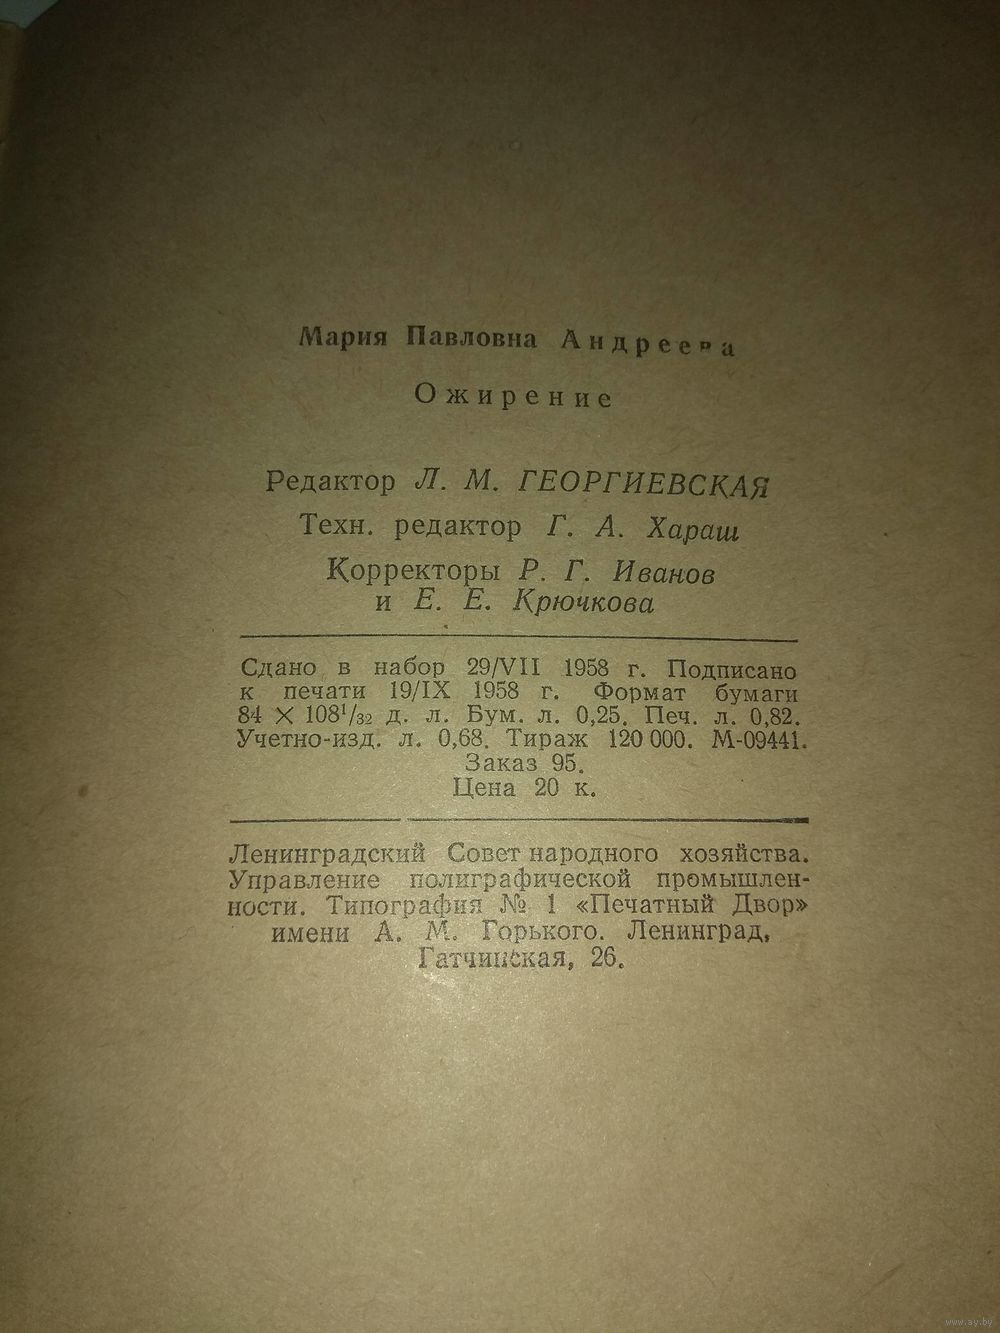 Мария Павловна Андреева
Ожирение
Редактор Л. М. ГЕОРГИЕВСКАЯ
Техн. редактор Г. А. Хараш
Корректоры Р. Г. Иванов
и Е. Е. Крючкова
Сдано в набор 29/VII 1958 г. Подписано
к печати 19/IX 1958 г. Формат бумаги
84 × 108¹/₃₂ д. л. Бум. л. 0,25. Печ. л. 0,82.
Учетно-изд. л. 0,68. Тираж 120 000. М-09441.
Заказ 95.
Цена 20 к.
Ленинградский Совет народного хозяйства.
Управление полиграфической промышлен-
ности. Типография № 1 «Печатный Двор»
имени А. М. Горького. Ленинград,
Гатчинская, 26.
www.ay.by